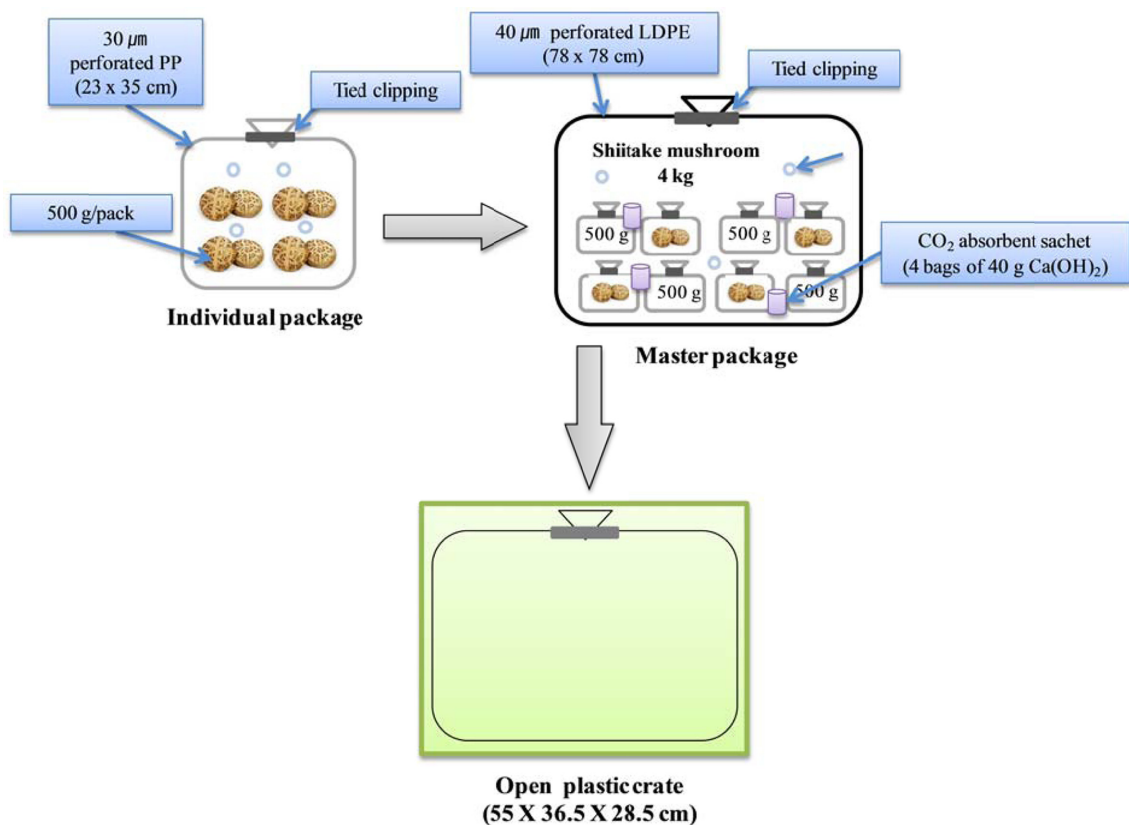 30 ㎛
perforated PP
(23 x 35 cm)
Tied clipping
500 g/pack
Individual package
40 ㎛ perforated LDPE
(78 x 78 cm)
Tied clipping
Shiitake mushroom
4 kg
500 g
500 g
500 g
500 g
CO₂ absorbent sachet
(4 bags of 40 g Ca(OH)₂)
Master package
Open plastic crate
(55 X 36.5 X 28.5 cm)